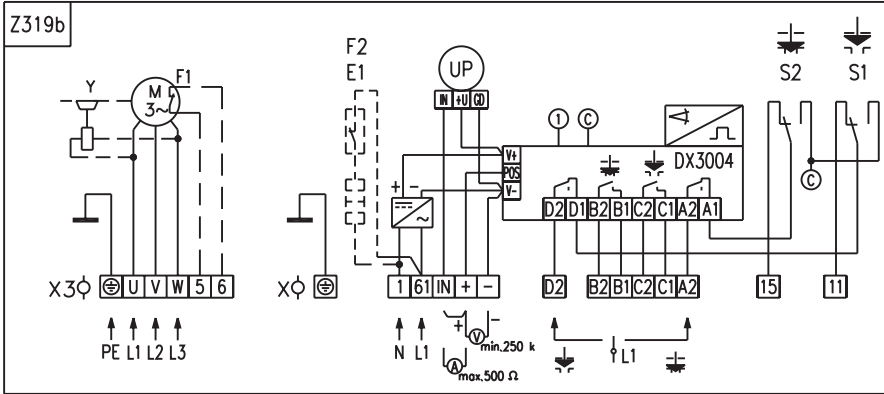 Z319b
F2
E1
UP
S2
S1
Y
M
3~
F1
IN +U GD
1
C
V+
POS
V-
DX3004
+ -
~
D2 D1 B2 B1 C2 C1 A2 A1
C
X3 U V W 5 6
X
1 61 IN + -
D2 B2 B1 C2 C1 A2
15
11
PE L1 L2 L3
N L1
+ V -
min.250 k
A
max.500 Ω
L1